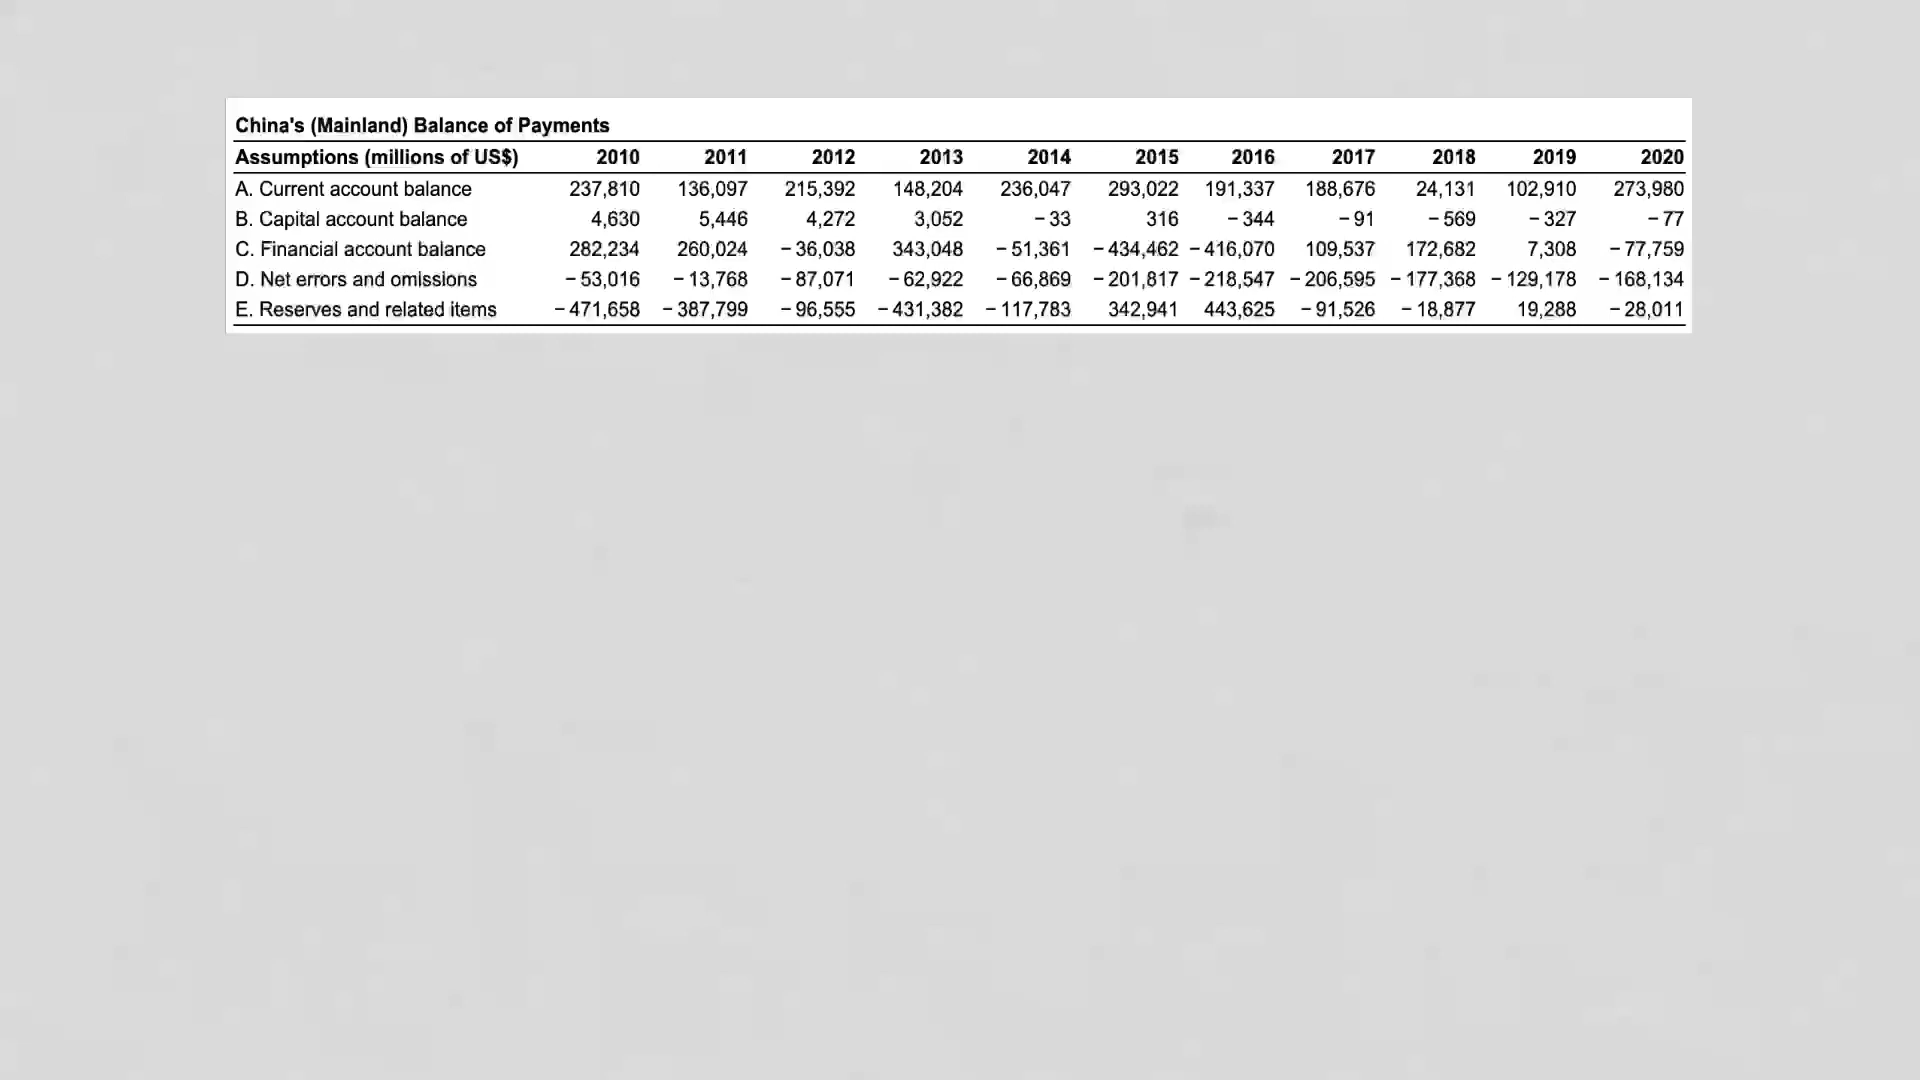 China's (Mainland) Balance of Payments
Assumptions (millions of US$) 2010 2011 2012 2013 2014 2015 2016 2017 2018 2019 2020
A. Current account balance 237,810 136,097 215,392 148,204 236,047 293,022 191,337 188,676 24,131 102,910 273,980
B. Capital account balance 4,630 5,446 4,272 3,052 – 33 316 – 344 – 91 – 569 – 327 – 77
C. Financial account balance 282,234 260,024 – 36,038 343,048 – 51,361 – 434,462 – 416,070 109,537 172,682 7,308 – 77,759
D. Net errors and omissions – 53,016 – 13,768 – 87,071 – 62,922 – 66,869 – 201,817 – 218,547 – 206,595 – 177,368 – 129,178 – 168,134
E. Reserves and related items – 471,658 – 387,799 – 96,555 – 431,382 – 117,783 342,941 443,625 – 91,526 – 18,877 19,288 – 28,011